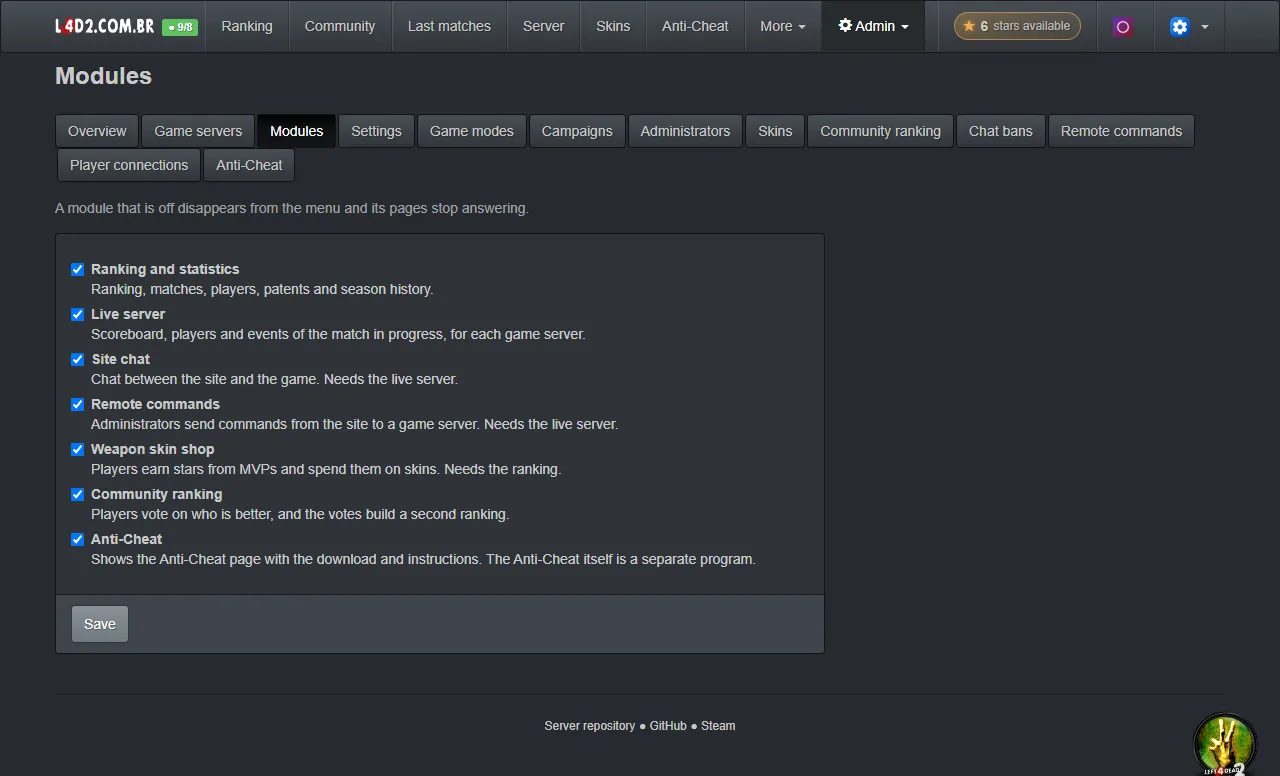 L4D2.COM.BR ● 9/8 Ranking Community Last matches Server Skins Anti-Cheat More Admin ★ 6 stars available
Modules
Overview Game servers Modules Settings Game modes Campaigns Administrators Skins Community ranking Chat bans Remote commands
Player connections Anti-Cheat
A module that is off disappears from the menu and its pages stop answering.
Ranking and statistics
Ranking, matches, players, patents and season history.
Live server
Scoreboard, players and events of the match in progress, for each game server.
Site chat
Chat between the site and the game. Needs the live server.
Remote commands
Administrators send commands from the site to a game server. Needs the live server.
Weapon skin shop
Players earn stars from MVPs and spend them on skins. Needs the ranking.
Community ranking
Players vote on who is better, and the votes build a second ranking.
Anti-Cheat
Shows the Anti-Cheat page with the download and instructions. The Anti-Cheat itself is a separate program.
Save
Server repository ● GitHub ● Steam
LEFT 4 DEAD 2